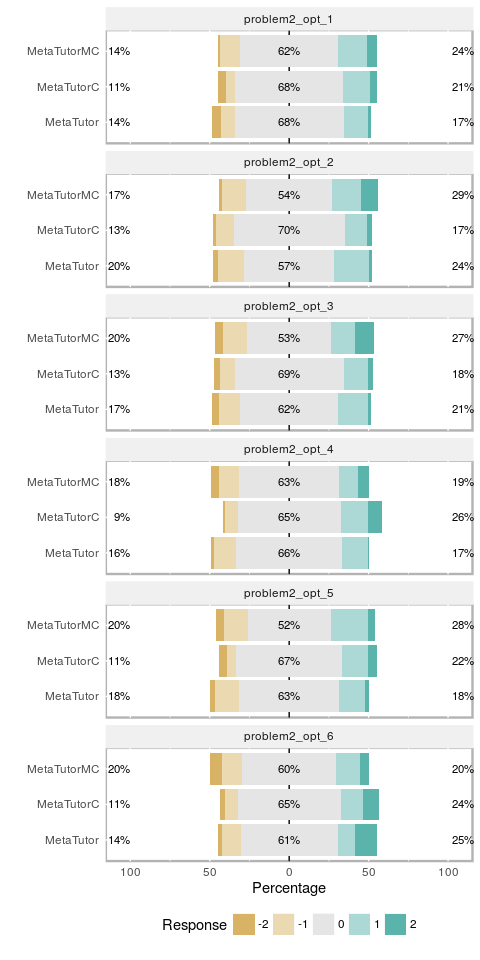 problem2_opt_1
MetaTutorMC 14% 62% 24%
MetaTutorC 11% 68% 21%
MetaTutor 14% 68% 17%
problem2_opt_2
MetaTutorMC 17% 54% 29%
MetaTutorC 13% 70% 17%
MetaTutor 20% 57% 24%
problem2_opt_3
MetaTutorMC 20% 53% 27%
MetaTutorC 13% 69% 18%
MetaTutor 17% 62% 21%
problem2_opt_4
MetaTutorMC 18% 63% 19%
MetaTutorC 9% 65% 26%
MetaTutor 16% 66% 17%
problem2_opt_5
MetaTutorMC 20% 52% 28%
MetaTutorC 11% 67% 22%
MetaTutor 18% 63% 18%
problem2_opt_6
MetaTutorMC 20% 60% 20%
MetaTutorC 11% 65% 24%
MetaTutor 14% 61% 25%
100 50 0 50 100
Percentage
Response -2 -1 0 1 2